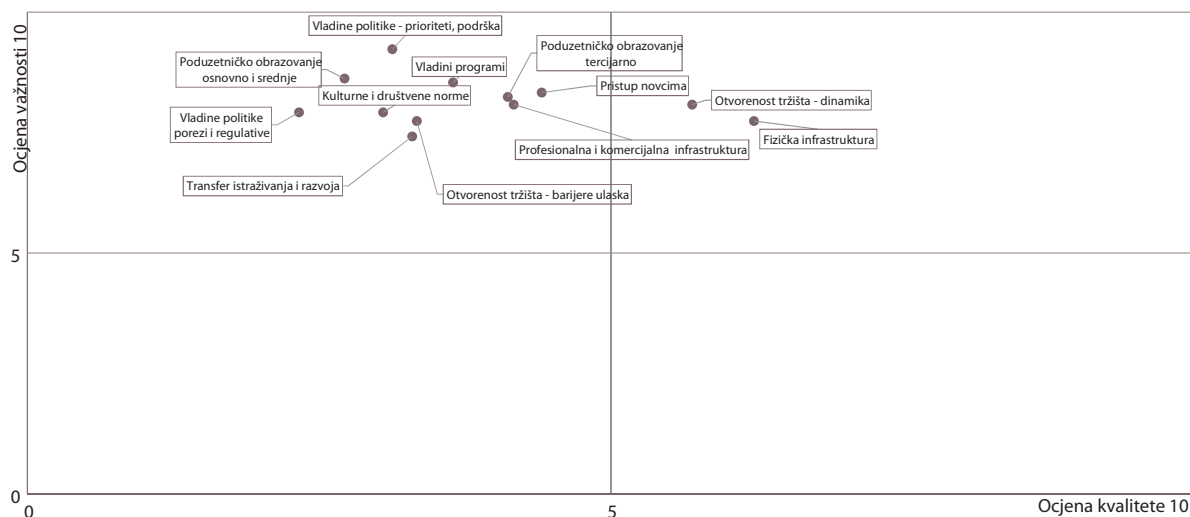 Ocjena važnosti 10
Vladine politike - prioriteti, podrška
Poduzetničko obrazovanje
osnovno i srednje
Vladini programi
Poduzetničko obrazovanje
tercijarno
Pristup novcima
Kulturne i društvene norme
Otvorenost tržišta - dinamika
Vladine politike
porezi i regulative
Fizička infrastruktura
Profesionalna i komercijalna infrastruktura
Transfer istraživanja i razvoja
Otvorenost tržišta - barijere ulaska
5
0
0
5
Ocjena kvalitete 10